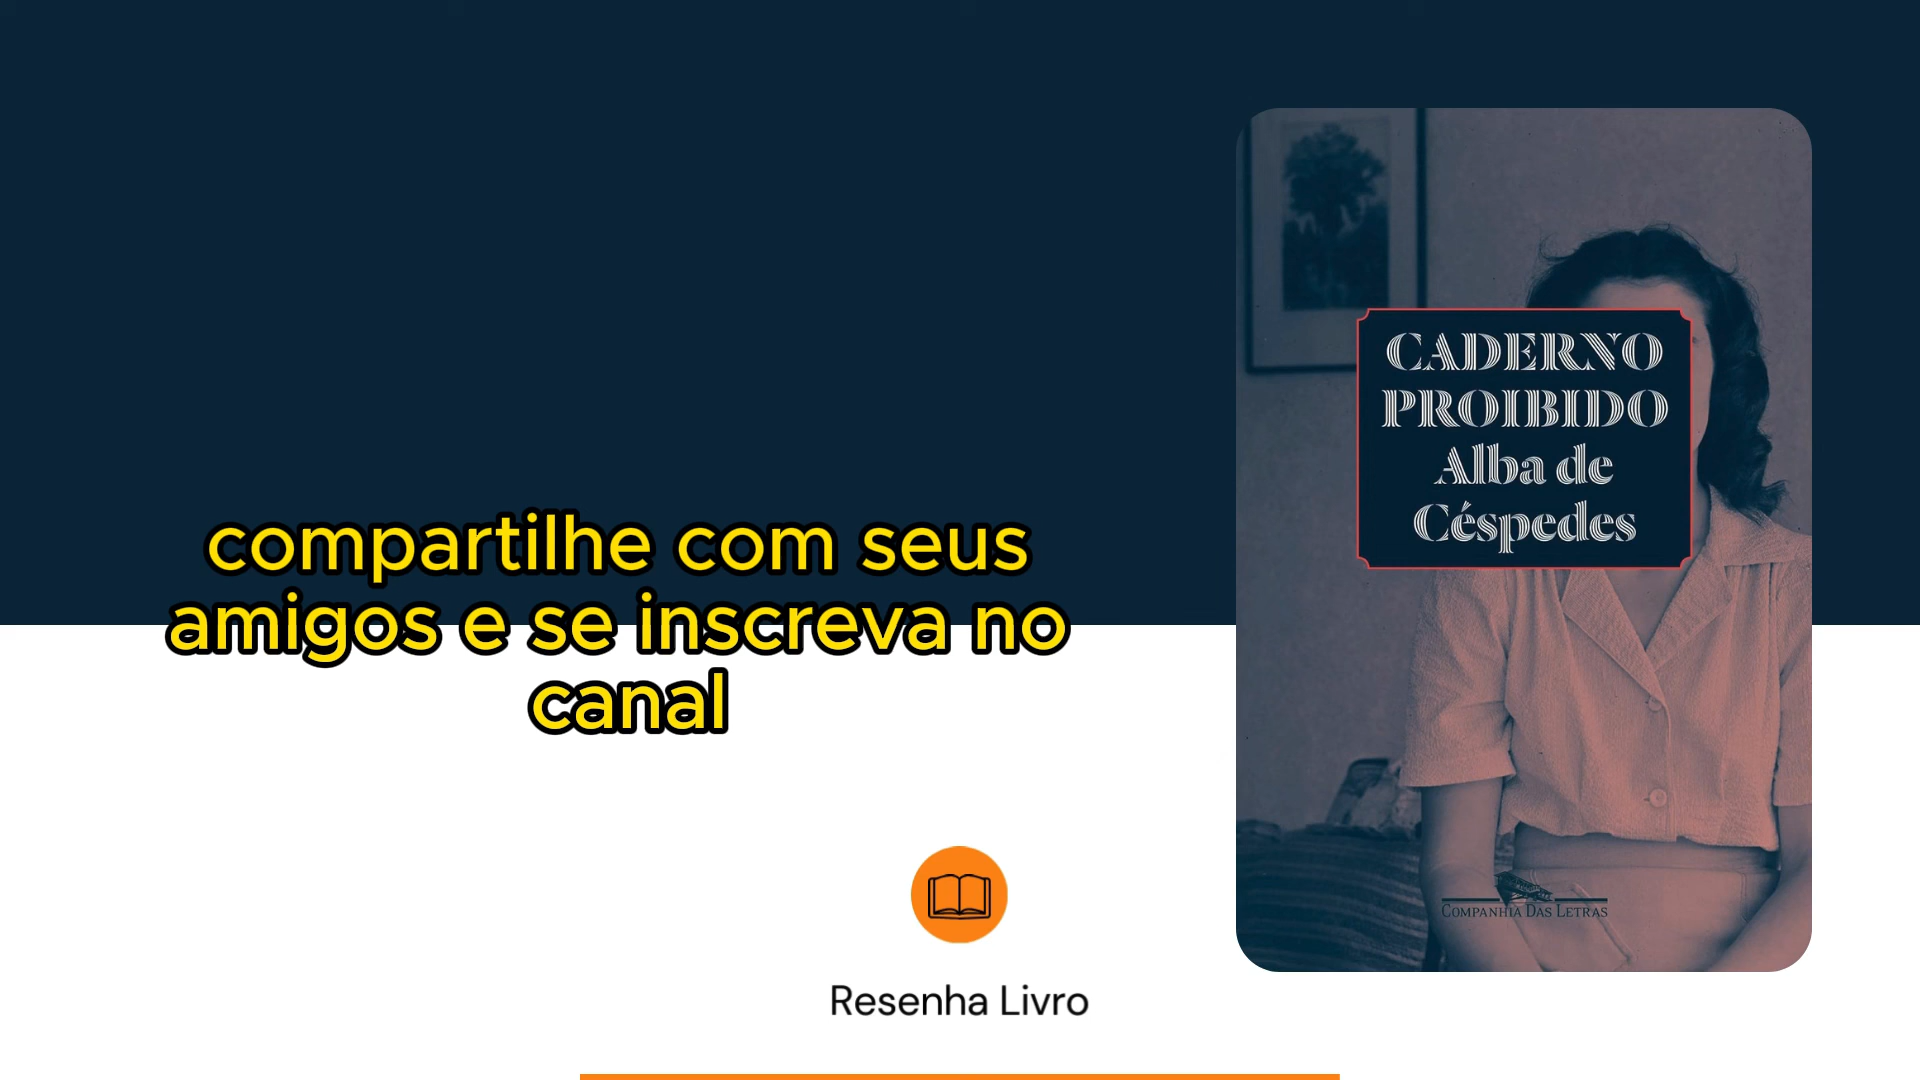 compartilhe com seus
amigos e se inscreva no
canal
Resenha Livro
CADERNO
PROIBIDO
Alba de
Céspedes
COMPANHIA DAS LETRAS